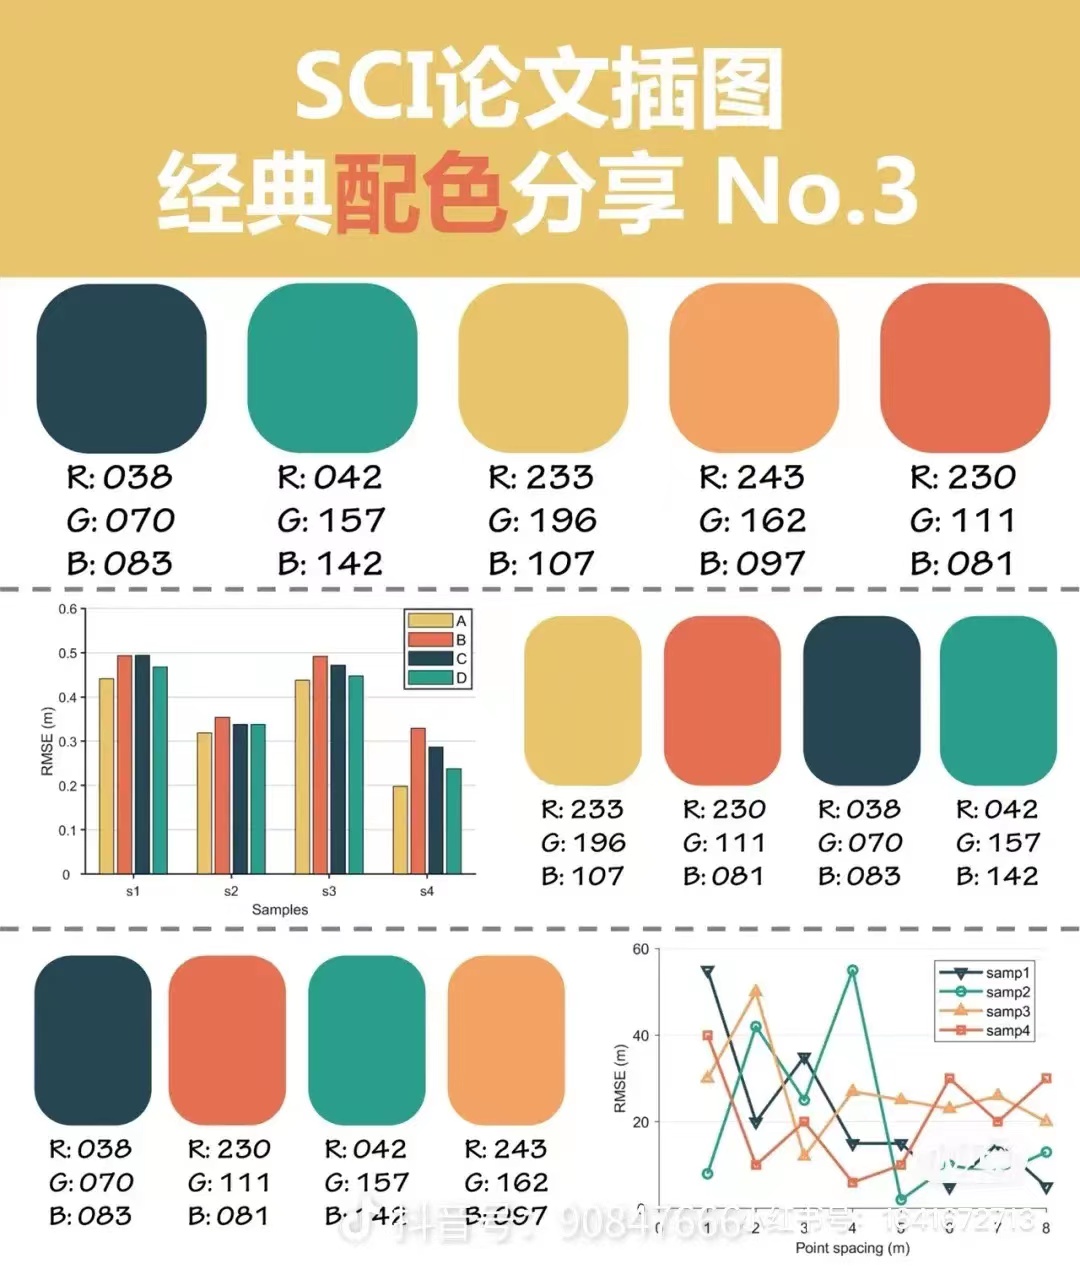 SCI论文插图
经典配色分享 No.3
R: 038 R: 042 R: 233 R: 243 R: 230
G: 070 G: 157 G: 196 G: 162 G: 111
B: 083 B: 142 B: 107 B: 097 B: 081
0.6
0.5
0.4
0.3
0.2
0.1
0
RMSE (m)
A
B
C
D
s1 s2 s3 s4
Samples
R: 233 R: 230 R: 038 R: 042
G: 196 G: 111 G: 070 G: 157
B: 107 B: 081 B: 083 B: 142
R: 038 R: 230 R: 042 R: 243
G: 070 G: 111 G: 157 G: 162
B: 083 B: 081 B: 142 B: 097
60
40
20
0
RMSE (m)
samp1
samp2
samp3
samp4
0 1 2 3 4 5 6 7 8
Point spacing (m)
抖音号: 908476664
小红书号: